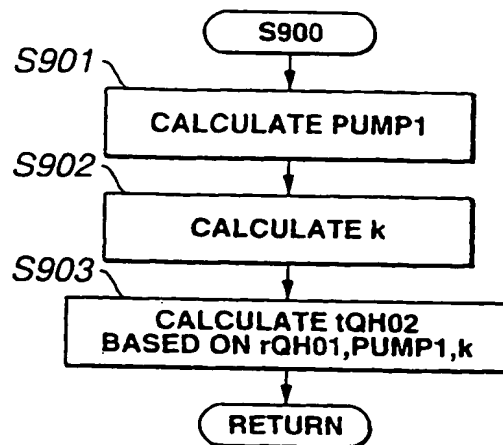 S900
S901
CALCULATE PUMP1
S902
CALCULATE k
S903
CALCULATE tQH02
BASED ON rQH01,PUMP1,k
RETURN